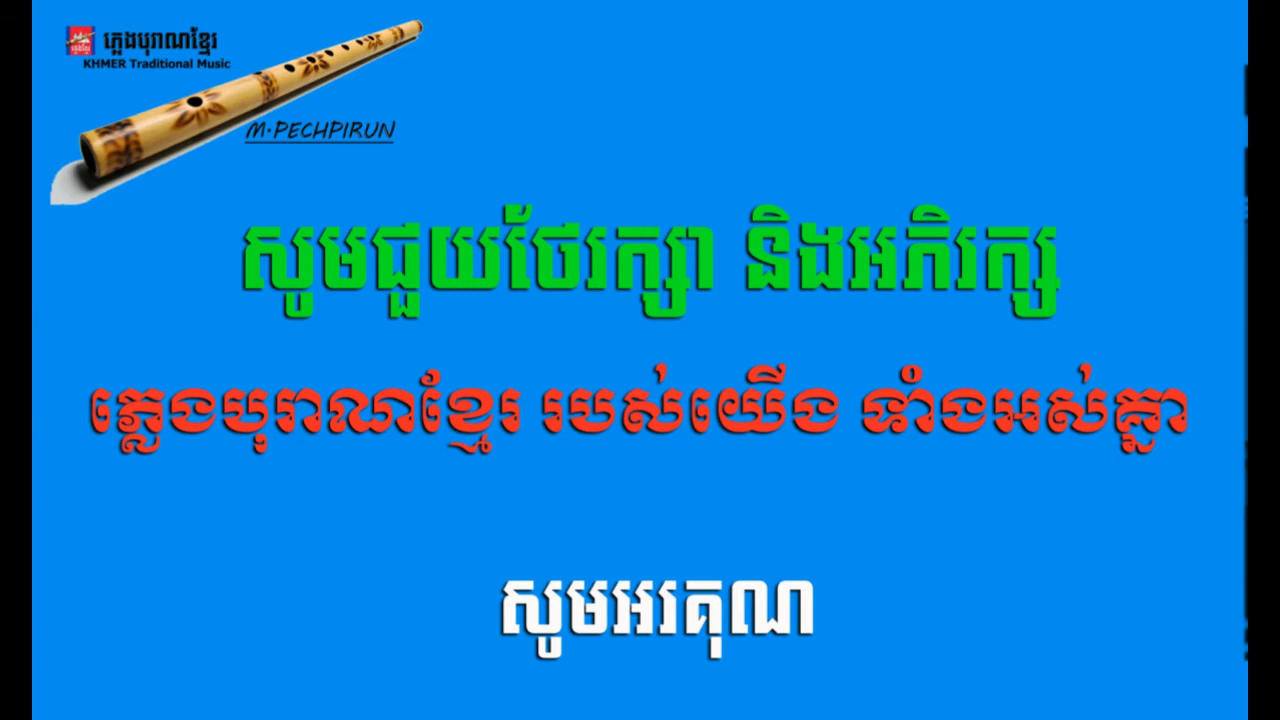 ភ្លេងបុរាណខ្មែរ
KHMER Traditional Music
M.PECHPIRUN
សូមជួយថែរក្សា និងអភិរក្ស
ភ្លេងបុរាណខ្មែរ របស់យើង ទាំងអស់គ្នា
សូមអរគុណ